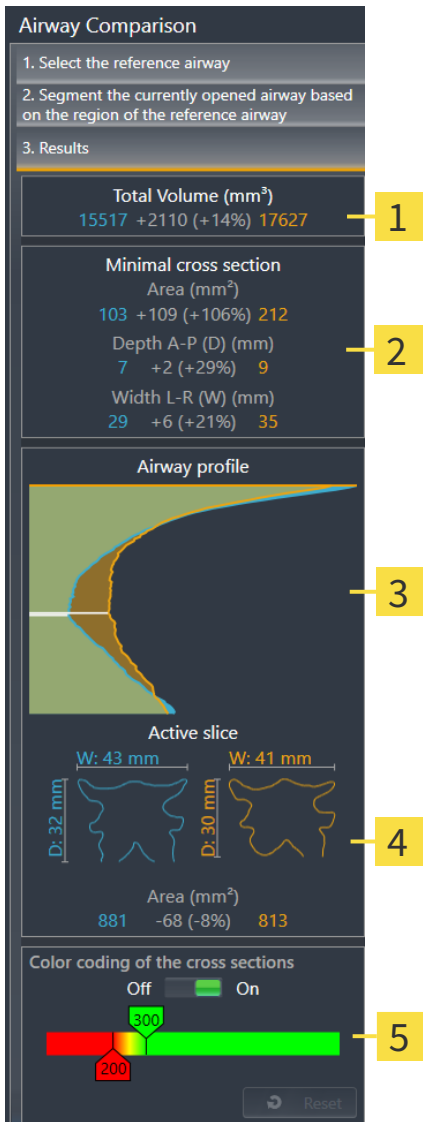 Airway Comparison
1. Select the reference airway
2. Segment the currently opened airway based
on the region of the reference airway
3. Results
Total Volume (mm³)
15517 +2110 (+14%) 17627
1
Minimal cross section
Area (mm²)
103 +109 (+106%) 212
Depth A-P (D) (mm)
7 +2 (+29%) 9
Width L-R (W) (mm)
29 +6 (+21%) 35
2
Airway profile
3
Active slice
W: 43 mm W: 41 mm
D: 32 mm D: 30 mm
Area (mm²)
881 -68 (-8%) 813
4
Color coding of the cross sections
Off On
300
200
5
Reset